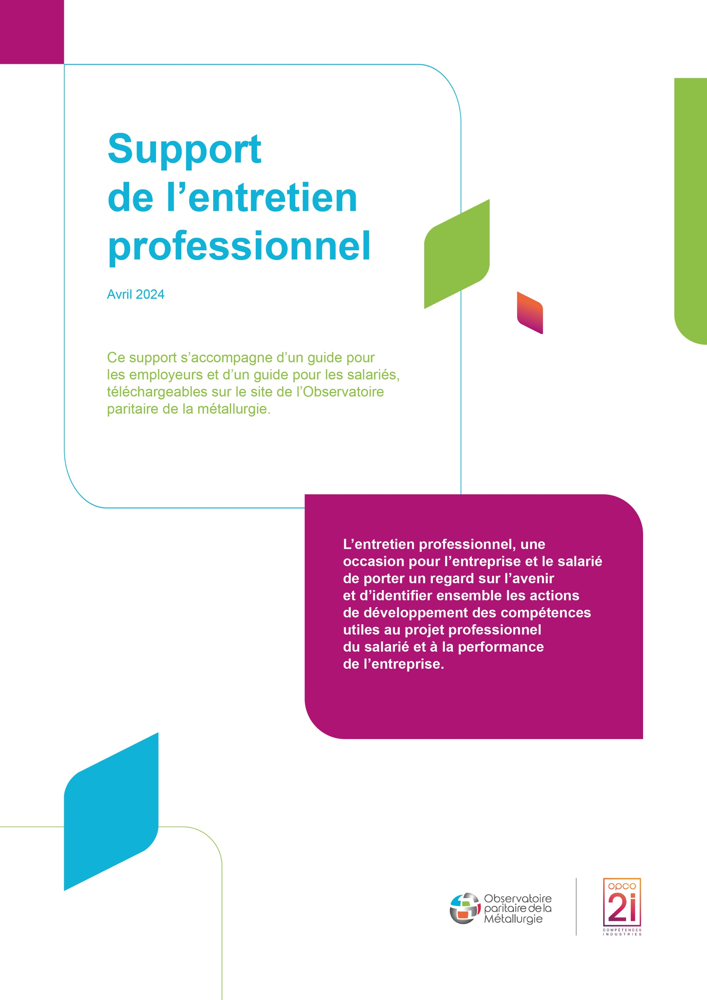 Support
de l’entretien
professionnel
Avril 2024
Ce support s’accompagne d’un guide pour
les employeurs et d’un guide pour les salariés,
téléchargeables sur le site de l’Observatoire
paritaire de la métallurgie.
L’entretien professionnel, une
occasion pour l’entreprise et le salarié
de porter un regard sur l’avenir
et d’identifier ensemble les actions
de développement des compétences
utiles au projet professionnel
du salarié et à la performance
de l’entreprise.
Observatoire
paritaire de la
Métallurgie
opco
2i
COMPÉTENCES
INDUSTRIES